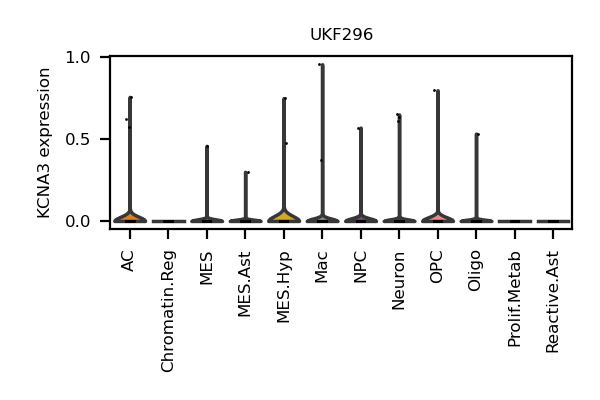 UKF296
KCNA3 expression
1.0
0.5
0.0
AC
Chromatin.Reg
MES
MES.Ast
MES.Hyp
Mac
NPC
Neuron
OPC
Oligo
Prolif.Metab
Reactive.Ast